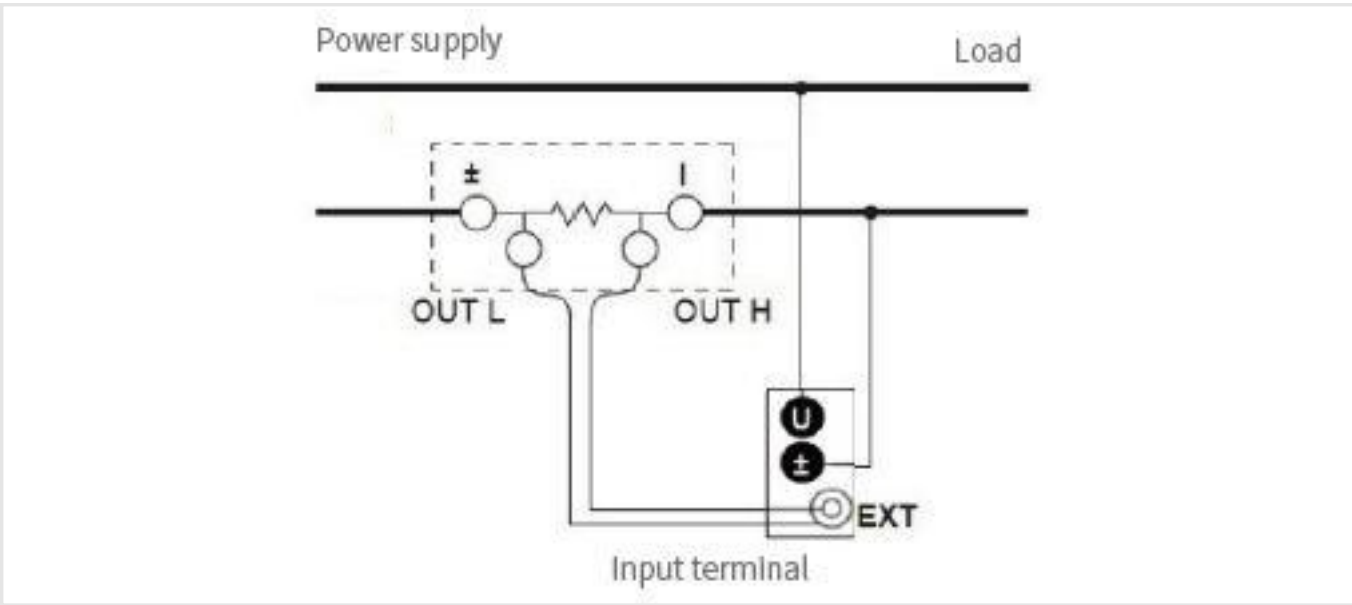 Power supply
Load
± I
OUT L OUT H
U
±
EXT
Input terminal